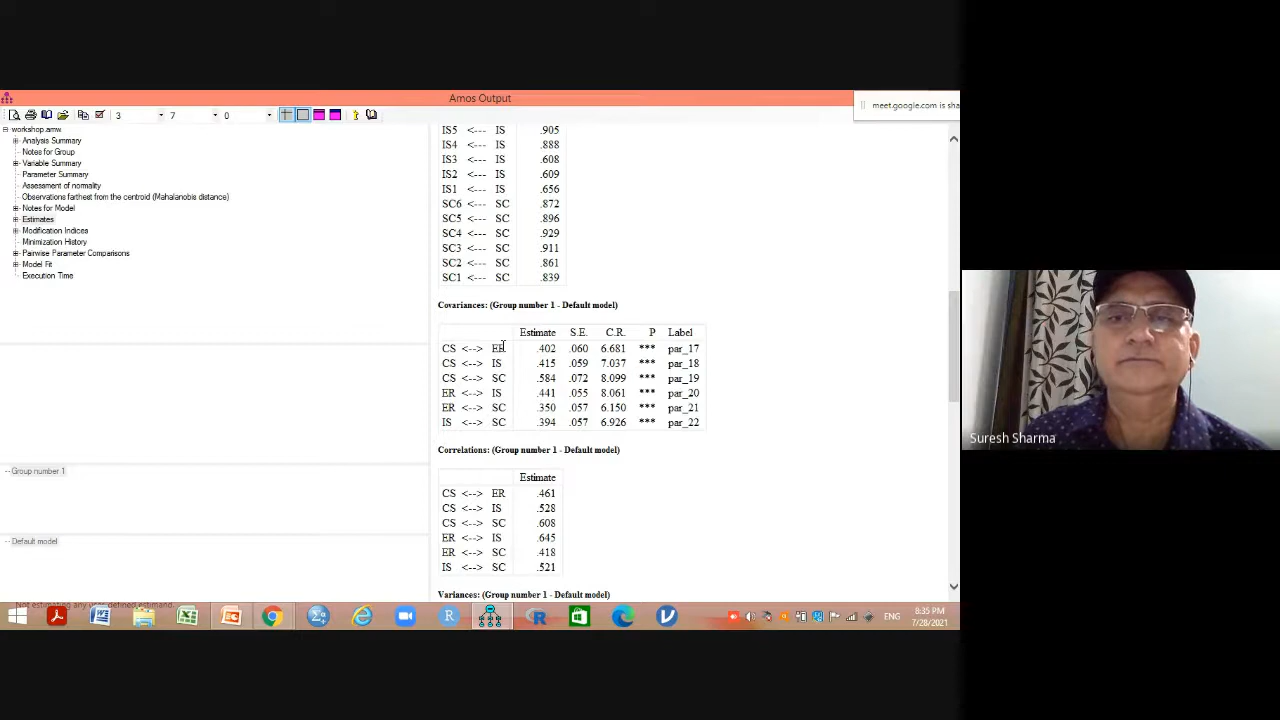 Amos Output
meet.google.com is sha
3 7 0
workshop.amw
Analysis Summary
Notes for Group
Variable Summary
Parameter Summary
Assessment of normality
Observations farthest from the centroid (Mahalanobis distance)
Notes for Model
Estimates
Modification Indices
Minimization History
Pairwise Parameter Comparisons
Model Fit
Execution Time
Group number 1
Default model
Not estimating any user defined estimand.
IS5 <--- IS .905
IS4 <--- IS .888
IS3 <--- IS .608
IS2 <--- IS .609
IS1 <--- IS .656
SC6 <--- SC .872
SC5 <--- SC .896
SC4 <--- SC .929
SC3 <--- SC .911
SC2 <--- SC .861
SC1 <--- SC .839
Covariances: (Group number 1 - Default model)
Estimate S.E. C.R. P Label
CS <--> ER .402 .060 6.681 *** par_17
CS <--> IS .415 .059 7.037 *** par_18
CS <--> SC .584 .072 8.099 *** par_19
ER <--> IS .441 .055 8.061 *** par_20
ER <--> SC .350 .057 6.150 *** par_21
IS <--> SC .394 .057 6.926 *** par_22
Correlations: (Group number 1 - Default model)
Estimate
CS <--> ER .461
CS <--> IS .528
CS <--> SC .608
ER <--> IS .645
ER <--> SC .418
IS <--> SC .521
Variances: (Group number 1 - Default model)
Suresh Sharma
ENG
8:35 PM
7/28/2021